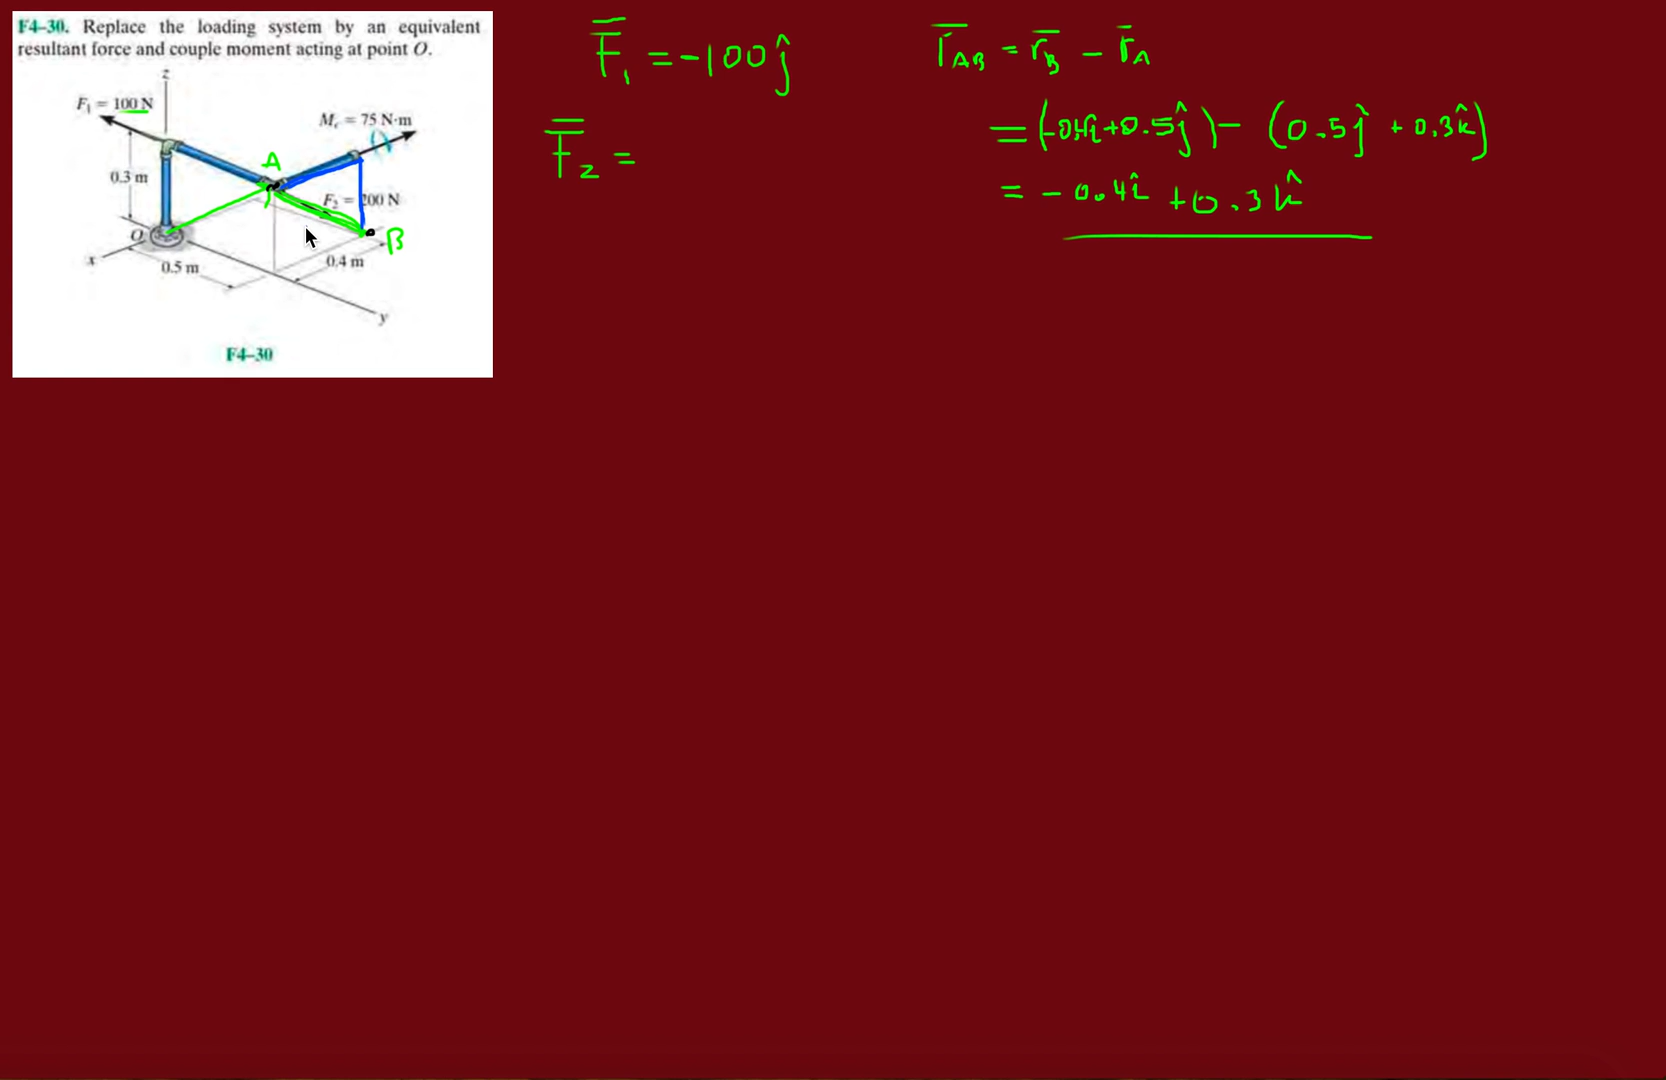 F4–30. Replace the loading system by an equivalent
resultant force and couple moment acting at point O.
z
F₁ = 100 N
M꜀ = 75 N·m
A
0.3 m
F₂ = 200 N
O
B
x
0.5 m
0.4 m
y
F4–30
F̄₁ = -100ĵ
F̄₂ =
r̄AB = r̄B - r̄A
= (-0.4î+0.5ĵ) - (0.5ĵ + 0.3k̂)
= -0.4î +0.3k̂